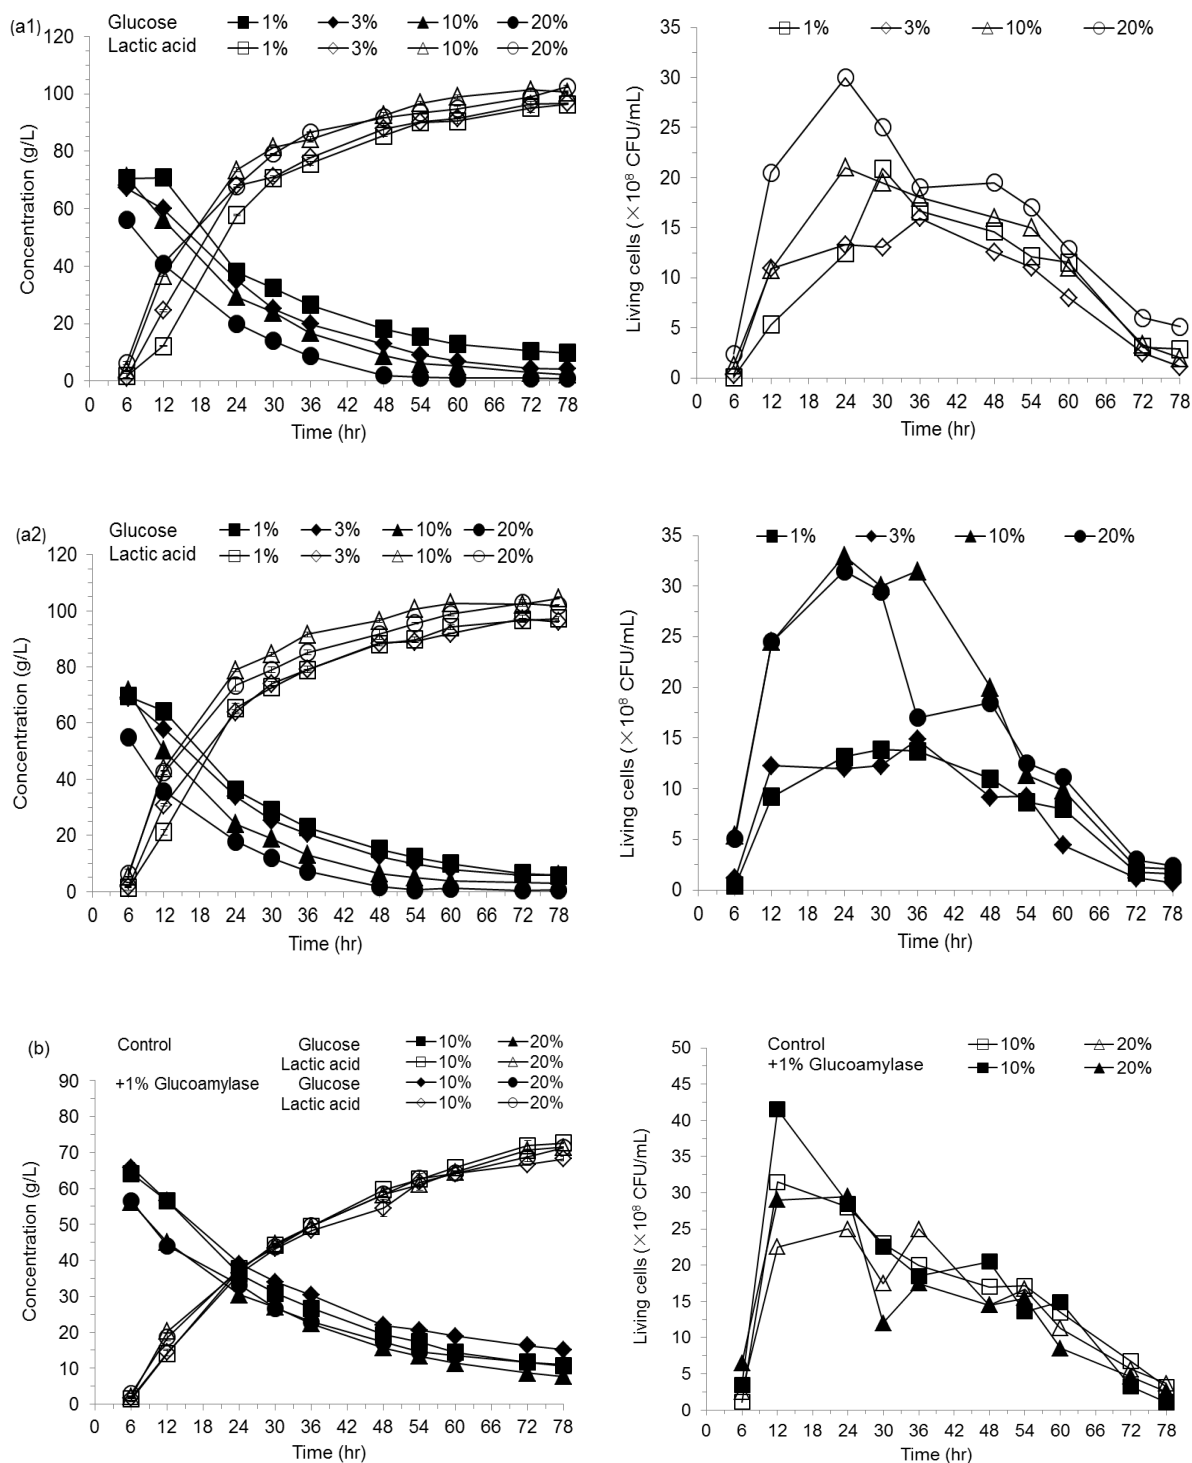 (a1)
Glucose 1% 3% 10% 20%
Lactic acid 1% 3% 10% 20%
120
100
80
60
40
20
0
Concentration (g/L)
0 6 12 18 24 30 36 42 48 54 60 66 72 78
Time (hr)
1% 3% 10% 20%
35
30
25
20
15
10
5
0
Living cells (×10⁸ CFU/mL)
0 6 12 18 24 30 36 42 48 54 60 66 72 78
Time (hr)
(a2)
Glucose 1% 3% 10% 20%
Lactic acid 1% 3% 10% 20%
120
100
80
60
40
20
0
Concentration (g/L)
0 6 12 18 24 30 36 42 48 54 60 66 72 78
Time (hr)
1% 3% 10% 20%
35
30
25
20
15
10
5
0
Living cells (×10⁸ CFU/mL)
0 6 12 18 24 30 36 42 48 54 60 66 72 78
Time (hr)
(b)
Control Glucose 10% 20%
Lactic acid 10% 20%
+1% Glucoamylase Glucose 10% 20%
Lactic acid 10% 20%
90
80
70
60
50
40
30
20
10
0
Concentration (g/L)
0 6 12 18 24 30 36 42 48 54 60 66 72 78
Time (hr)
Control 10% 20%
+1% Glucoamylase 10% 20%
50
45
40
35
30
25
20
15
10
5
0
Living cells (×10⁸ CFU/mL)
0 6 12 18 24 30 36 42 48 54 60 66 72 78
Time (hr)